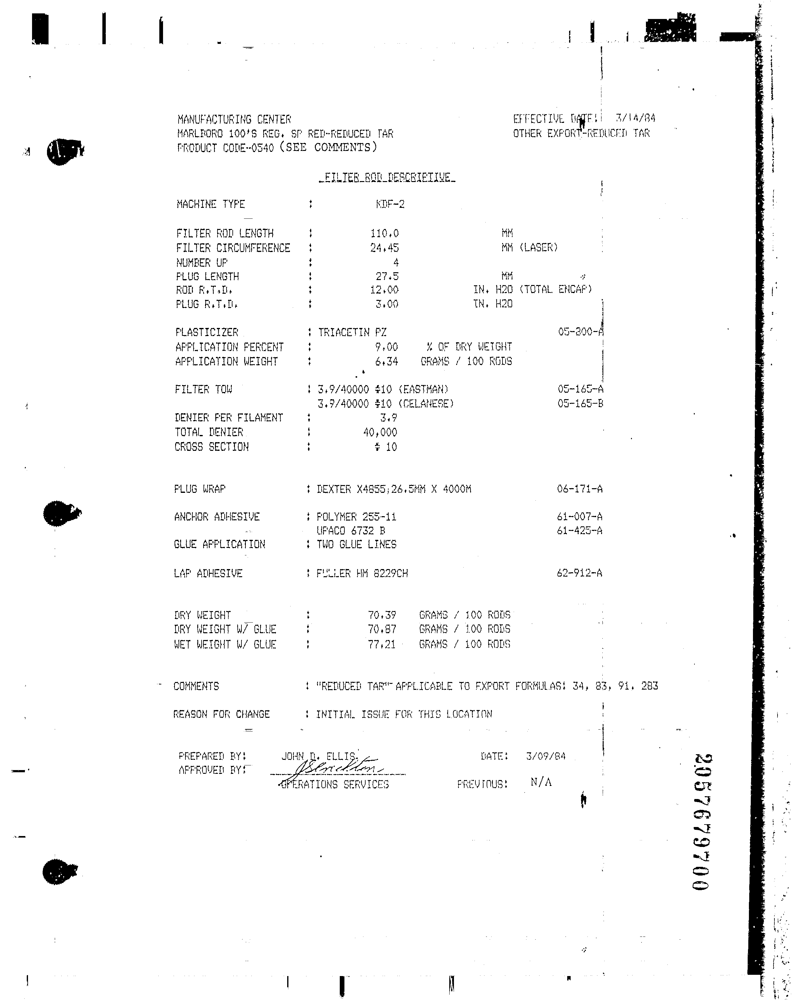 MANUFACTURING CENTER EFFECTIVE DATE: 3/14/84
MARLBORO 100'S REG. SP RED-REDUCED TAR OTHER EXPORT-REDUCED TAR
PRODUCT CODE-0540 (SEE COMMENTS)
FILTER ROD DESCRIPTIVE
MACHINE TYPE : KDF-2
FILTER ROD LENGTH : 110.0 MM
FILTER CIRCUMFERENCE : 24.45 MM (LASER)
NUMBER UP : 4
PLUG LENGTH : 27.5 MM
ROD R.T.D. : 12.00 IN. H2O (TOTAL ENCAP)
PLUG R.T.D. : 3.00 IN. H2O
PLASTICIZER : TRIACETIN PZ 05-200-A
APPLICATION PERCENT : 9.00 % OF DRY WEIGHT
APPLICATION WEIGHT : 6.34 GRAMS / 100 RODS
FILTER TOW : 3.9/40000 #10 (EASTMAN) 05-165-A
3.9/40000 #10 (CELANESE) 05-165-B
DENIER PER FILAMENT : 3.9
TOTAL DENIER : 40,000
CROSS SECTION : # 10
PLUG WRAP : DEXTER X4855;26.5MM X 4000M 06-171-A
ANCHOR ADHESIVE : POLYMER 255-11 61-007-A
UPACO 6732 B 61-425-A
GLUE APPLICATION : TWO GLUE LINES
LAP ADHESIVE : FULLER HM 8229CH 62-912-A
DRY WEIGHT : 70.39 GRAMS / 100 RODS
DRY WEIGHT W/ GLUE : 70.87 GRAMS / 100 RODS
WET WEIGHT W/ GLUE : 77.21 GRAMS / 100 RODS
COMMENTS : "REDUCED TAR" APPLICABLE TO EXPORT FORMULAS: 34, 83, 91, 283
REASON FOR CHANGE : INITIAL ISSUE FOR THIS LOCATION
PREPARED BY: JOHN D. ELLIS DATE: 3/09/84
APPROVED BY:
OPERATIONS SERVICES PREVIOUS: N/A
2057679700